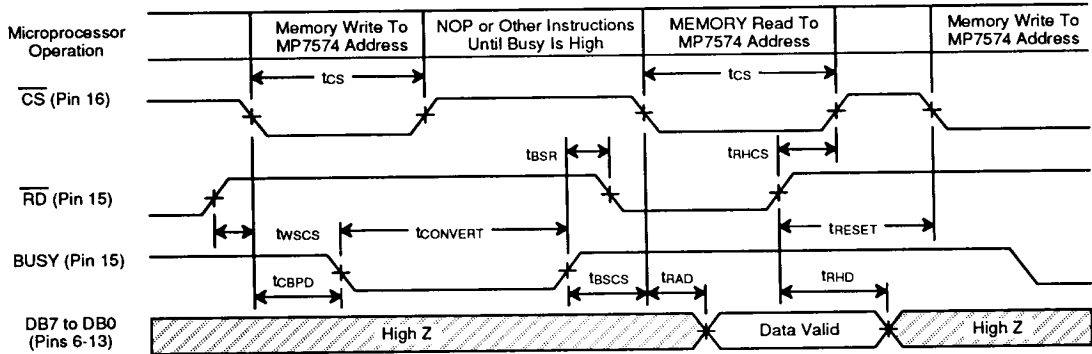 Microprocessor
Operation
Memory Write To
MP7574 Address
NOP or Other Instructions
Until Busy Is High
MEMORY Read To
MP7574 Address
Memory Write To
MP7574 Address
tCS
tCS
CS (Pin 16)
tBSR
tRHCS
RD (Pin 15)
tWSCS
tCONVERT
tRESET
BUSY (Pin 15)
tCBPD
tBSCS
tRAD
tRHD
DB7 to DB0
(Pins 6-13)
High Z
Data Valid
High Z